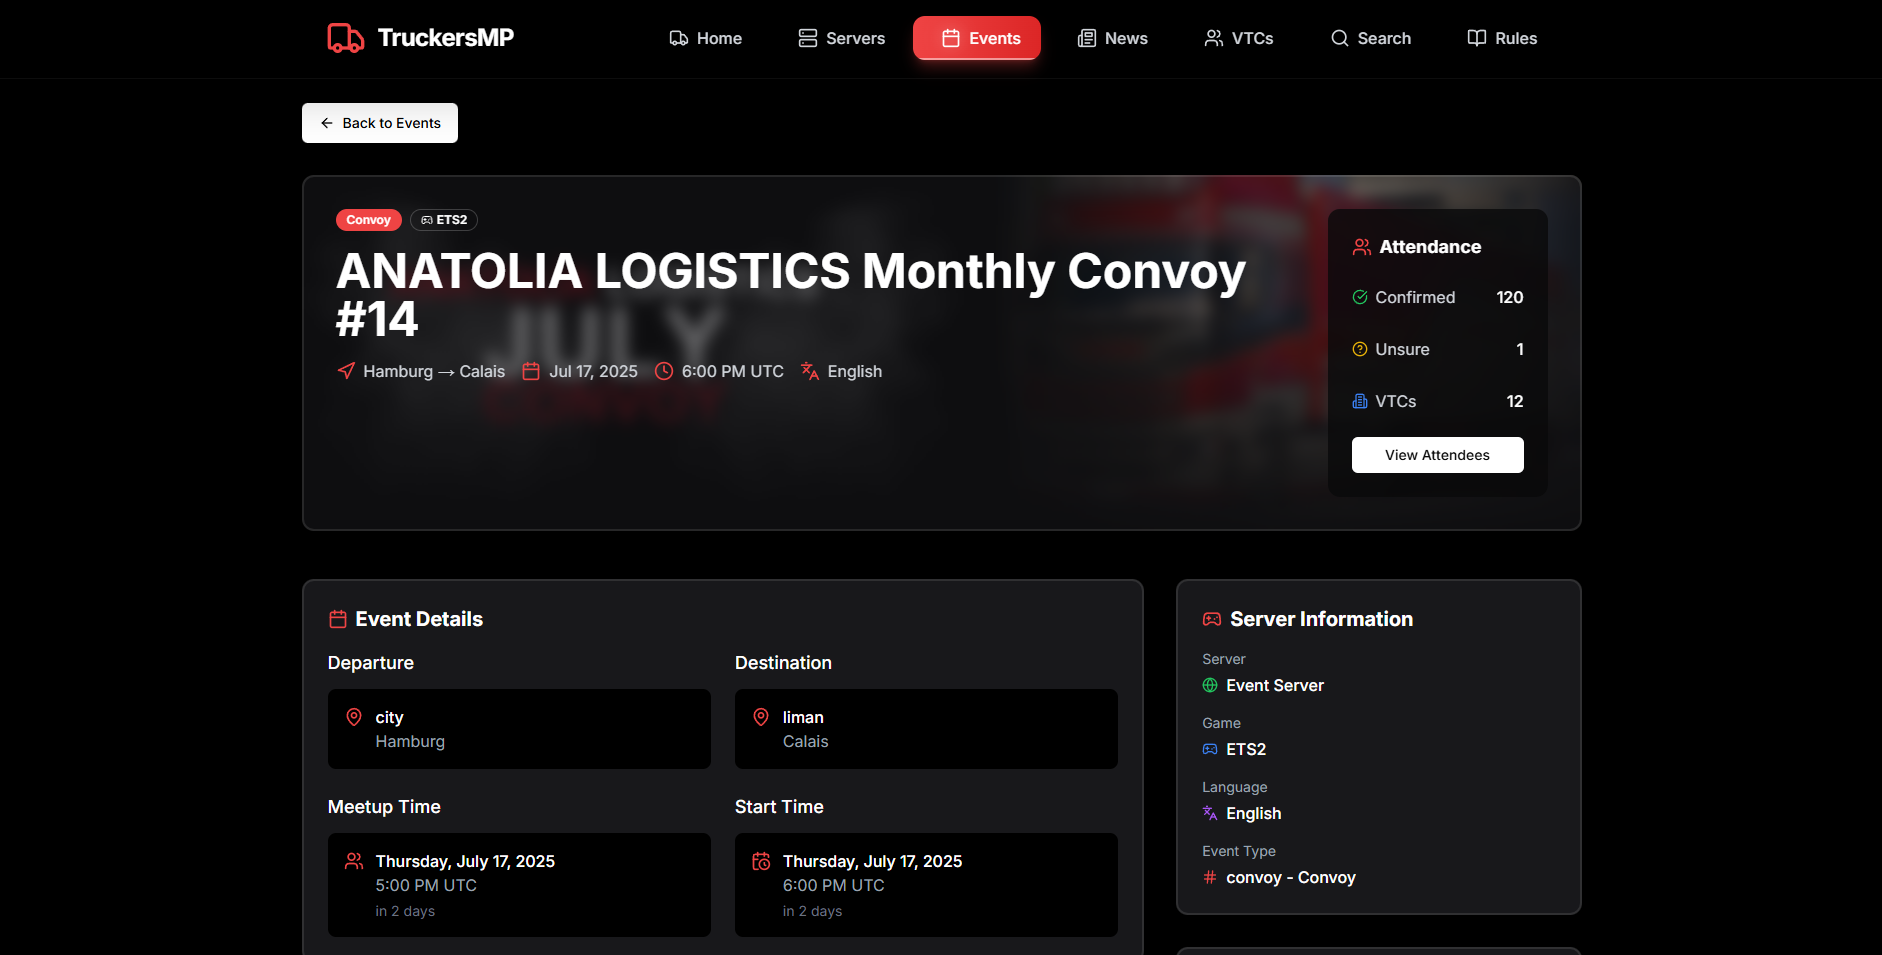 TruckersMP
Home
Servers
Events
News
VTCs
Search
Rules
← Back to Events
Convoy
ETS2
ANATOLIA LOGISTICS Monthly Convoy
#14
JULY
CONVOY
Hamburg → Calais
Jul 17, 2025
6:00 PM UTC
English
Attendance
Confirmed 120
Unsure 1
VTCs 12
View Attendees
Event Details
Departure
city
Hamburg
Destination
liman
Calais
Meetup Time
Thursday, July 17, 2025
5:00 PM UTC
in 2 days
Start Time
Thursday, July 17, 2025
6:00 PM UTC
in 2 days
Server Information
Server
Event Server
Game
ETS2
Language
English
Event Type
convoy - Convoy